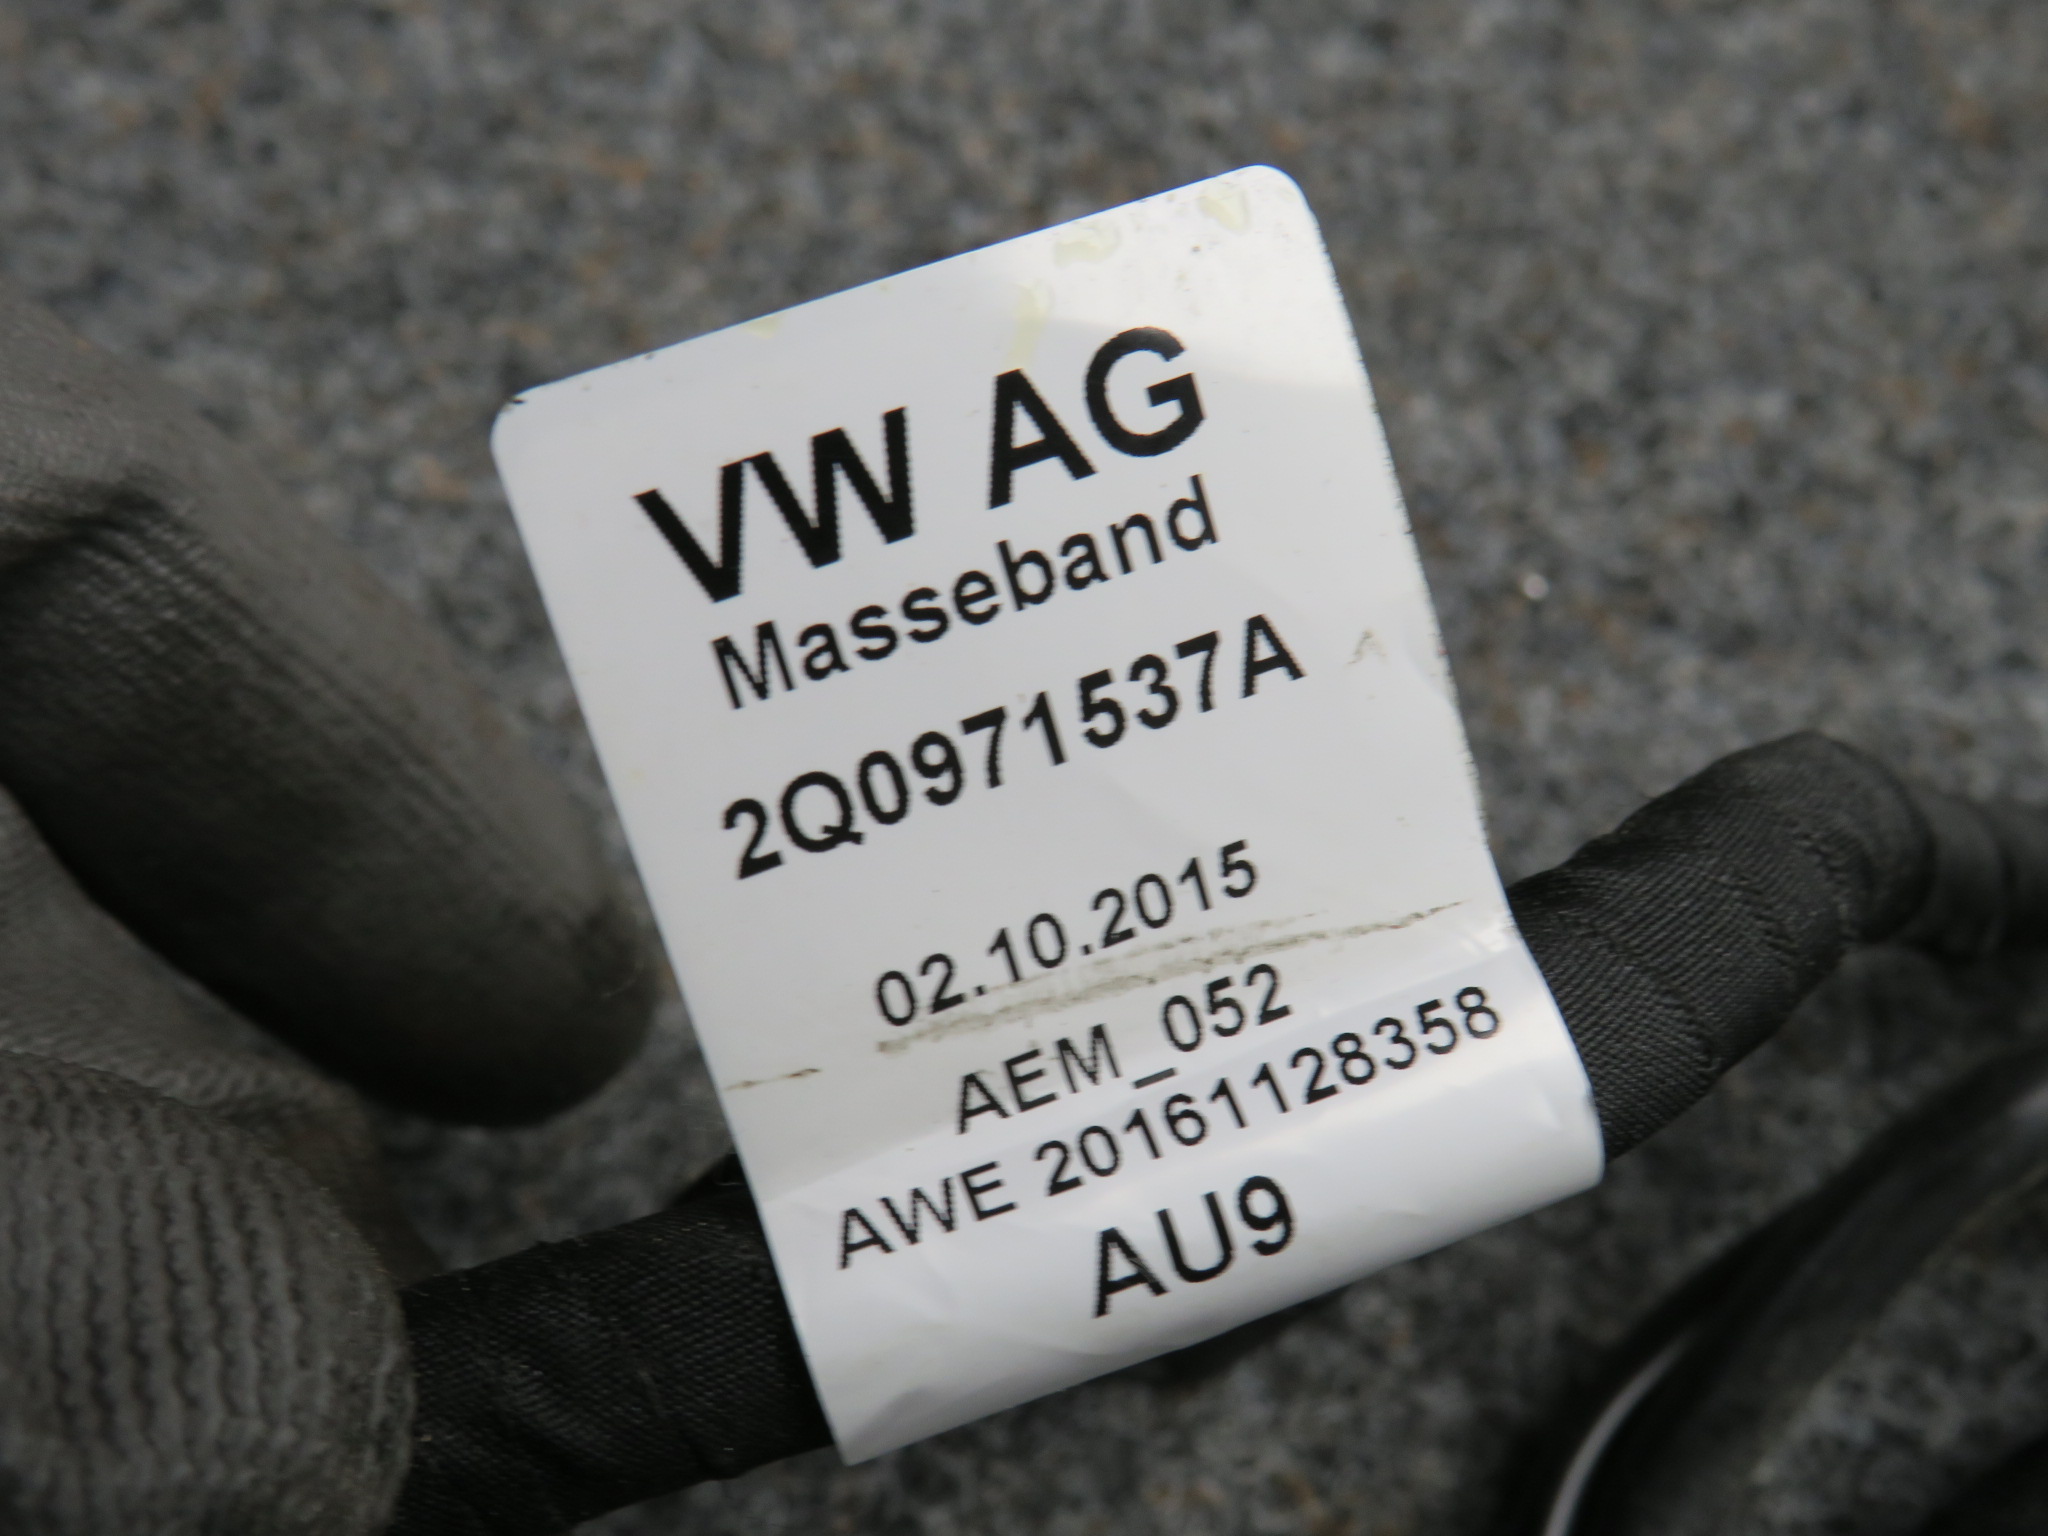 VW AG
Masseband
2Q0971537A
02.10.2015
AEM_052
AWE 20161128358
AU9